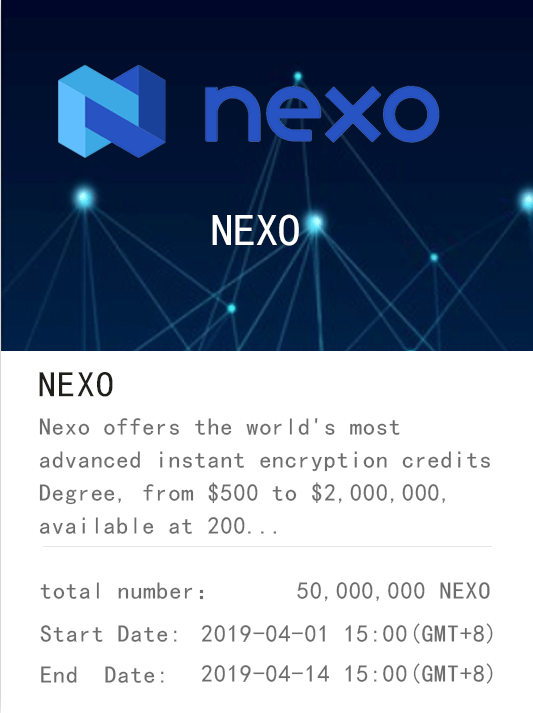 nexo
NEXO
NEXO
Nexo offers the world's most
advanced instant encryption credits
Degree, from $500 to $2,000,000,
available at 200...
total number: 50,000,000 NEXO
Start Date: 2019-04-01 15:00(GMT+8)
End Date: 2019-04-14 15:00(GMT+8)